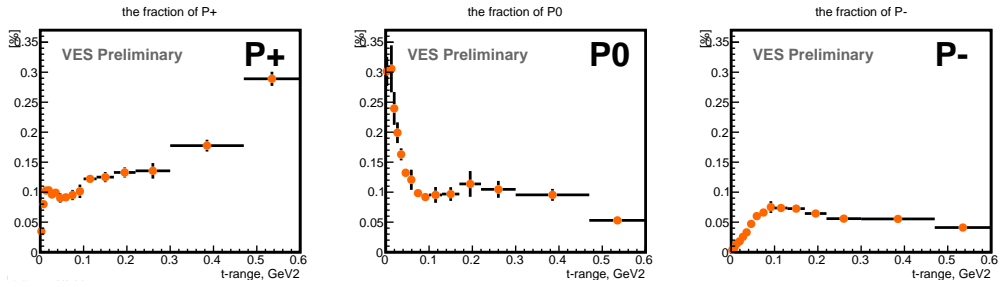 the fraction of P+
[%]
VES Preliminary
P+
0.35
0.3
0.25
0.2
0.15
0.1
0.05
0
0 0.1 0.2 0.3 0.4 0.5 0.6
t-range, GeV2
the fraction of P0
[%]
VES Preliminary
P0
0.35
0.3
0.25
0.2
0.15
0.1
0.05
0
0 0.1 0.2 0.3 0.4 0.5 0.6
t-range, GeV2
the fraction of P-
[%]
VES Preliminary
P-
0.35
0.3
0.25
0.2
0.15
0.1
0.05
0
0 0.1 0.2 0.3 0.4 0.5 0.6
t-range, GeV2